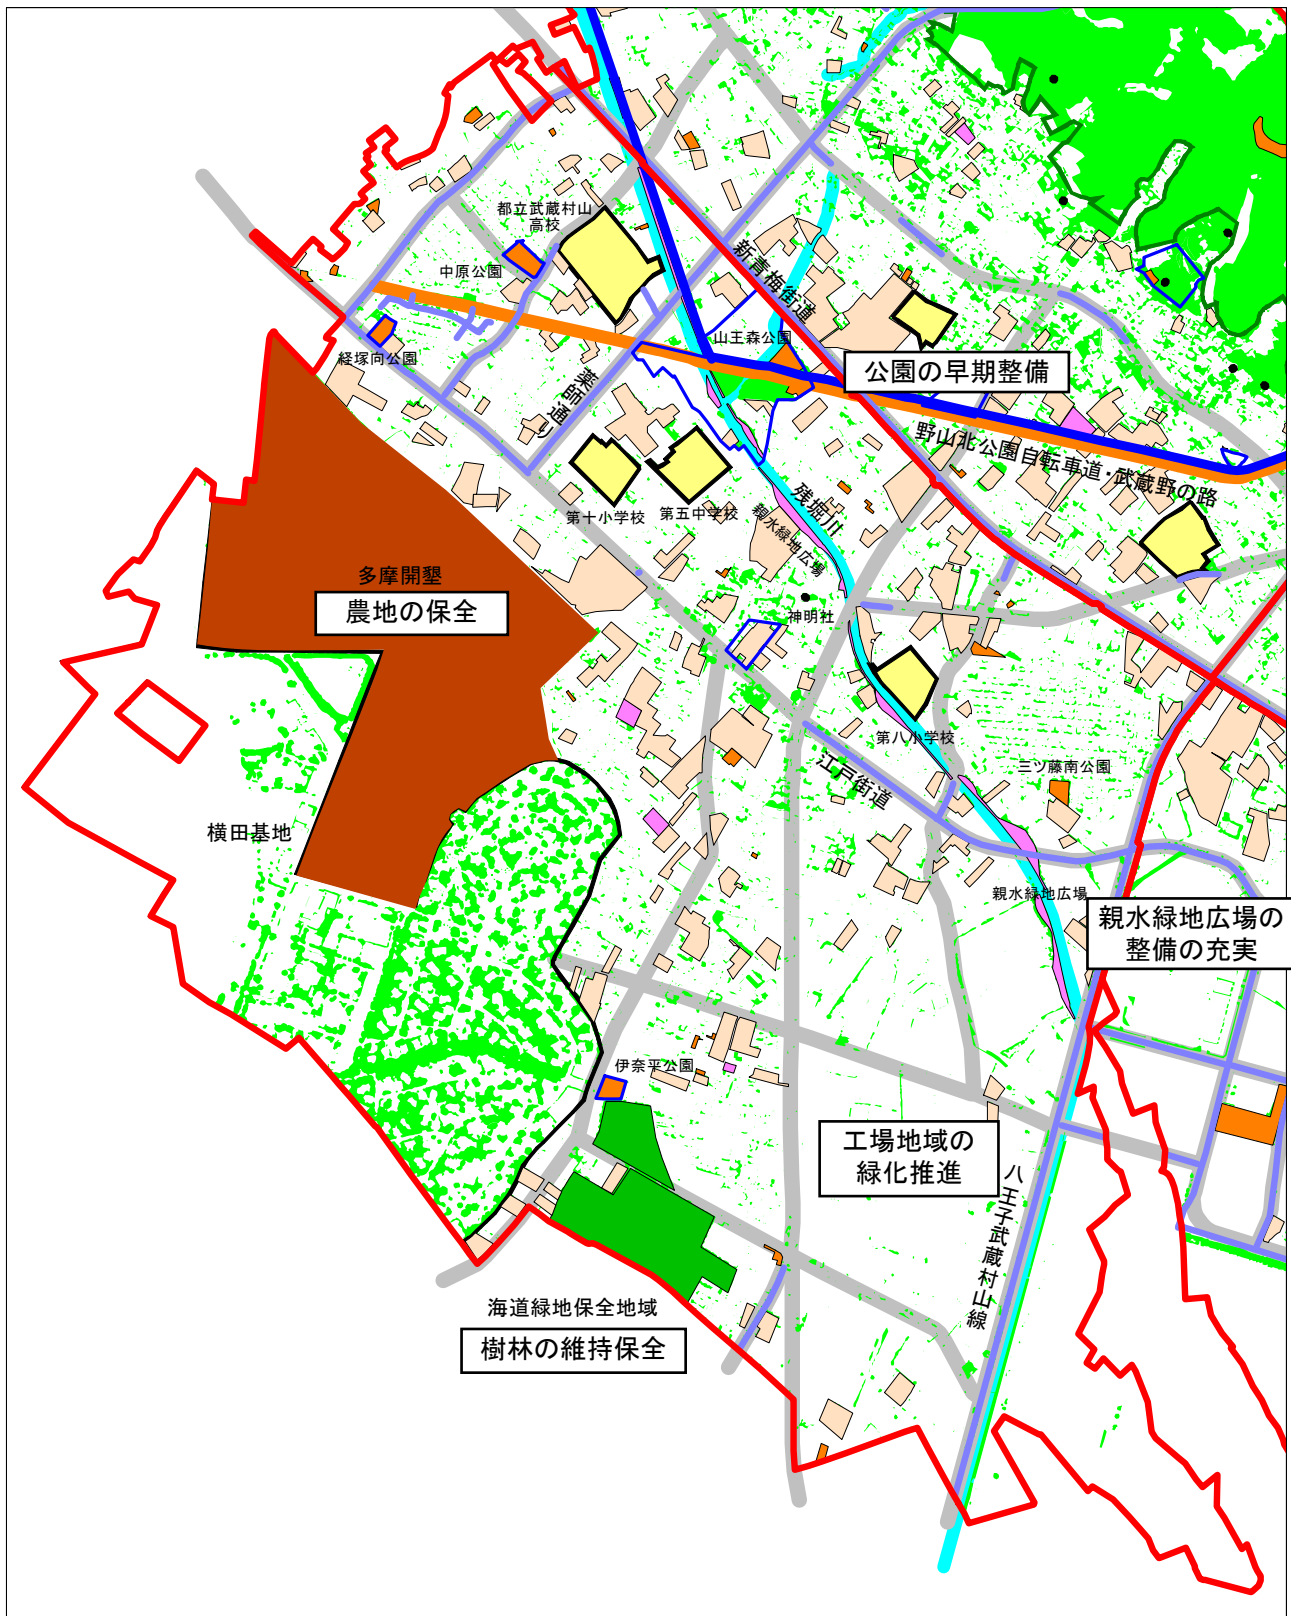 都立武蔵村山
高校
中原公園
新青梅街道
山王森公園
経塚向公園
公園の早期整備
薬師通り
野山北公園自転車道・武蔵野の路
残堀川
第十小学校
第五中学校
親水緑地広場
多摩開墾
農地の保全
神明社
第八小学校
江戸街道
三ツ藤南公園
横田基地
親水緑地広場
親水緑地広場の
整備の充実
伊奈平公園
工場地域の
緑化推進
八王子武蔵村山線
海道緑地保全地域
樹林の維持保全